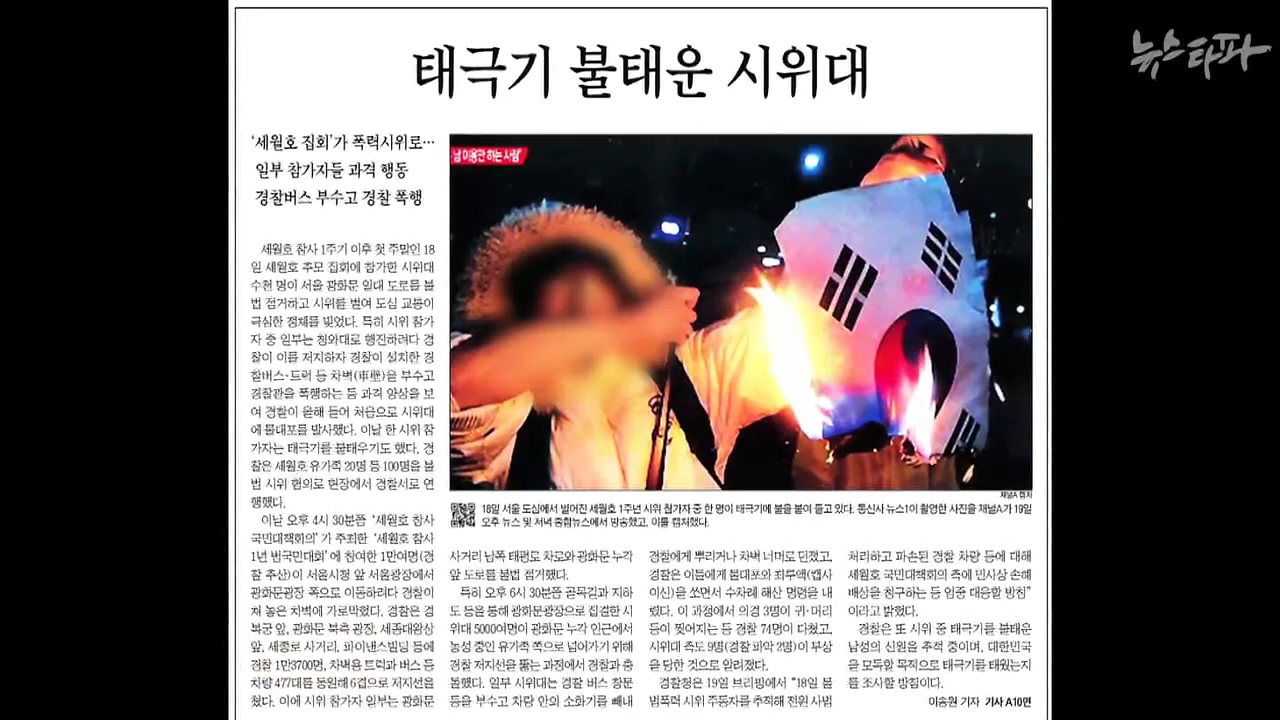 뉴스타파
태극기 불태운 시위대
‘세월호 집회’가 폭력시위로…
일부 참가자들 과격 행동
경찰버스 부수고 경찰 폭행
남 이용만 하는 사람"
세월호 참사 1주기 이후 첫 주말인 18
일 세월호 추모 집회에 참가한 시위대
수천 명이 서울 광화문 일대 도로를 불
법 점거하고 시위를 벌여 도심 교통이
극심한 정체를 빚었다. 특히 시위 참가
자 중 일부는 청와대로 행진하려다 경
찰이 이를 저지하자 경찰이 설치한 경
찰버스·트럭 등 차벽(車壁)을 부수고
경찰관을 폭행하는 등 과격 양상을 보
여 경찰이 올해 들어 처음으로 시위대
에 물대포를 발사했다. 이날 한 시위 참
가자는 태극기를 불태우기도 했다. 경
찰은 세월호 유가족 20명 등 100명을 불
법 시위 혐의로 현장에서 경찰서로 연
행했다.
이날 오후 4시 30분쯤 ‘세월호 참사
국민대책회의’가 주최한 ‘세월호 참사
1년 범국민대회’에 참여한 1만여명(경
찰 추산)이 서울시청 앞 서울광장에서
광화문광장 쪽으로 이동하려다 경찰이
쳐 놓은 차벽에 가로막혔다. 경찰은 경
복궁 앞, 광화문 북측 광장, 세종대왕상
앞, 세종로 사거리, 파이낸스빌딩 등에
경찰 1만3700명, 차벽용 트럭과 버스 등
차량 477대를 동원해 6겹으로 저지선을
쳤다. 이에 시위 참가자 일부는 광화문
채널A 캡처
18일 서울 도심에서 벌어진 세월호 1주년 시위 참가자 중 한 명이 태극기에 불을 붙여 들고 있다. 통신사 뉴스1이 촬영한 사진을 채널A가 19일
오후 뉴스 및 저녁 종합뉴스에서 방송했고, 이를 캡처했다.
사거리 남쪽 태평로 차로와 광화문 누각
앞 도로를 불법 점거했다.
특히 오후 6시 30분쯤 골목길과 지하
도 등을 통해 광화문광장으로 집결한 시
위대 5000여명이 광화문 누각 인근에서
농성 중인 유가족 쪽으로 넘어가기 위해
경찰 저지선을 뚫는 과정에서 경찰과 충
돌했다. 일부 시위대는 경찰 버스 창문
등을 부수고 차량 안의 소화기를 빼내
경찰에게 뿌리거나 차벽 너머로 던졌고,
경찰은 이들에게 물대포와 최루액(캡사
이신)을 쏘면서 수차례 해산 명령을 내
렸다. 이 과정에서 의경 3명이 귀·머리
등이 찢어지는 등 경찰 74명이 다쳤고,
시위대 측도 9명(경찰 파악 2명)이 부상
을 당한 것으로 알려졌다.
경찰청은 19일 브리핑에서 “18일 불
법폭력 시위 주동자를 추적해 전원 사법
처리하고 파손된 경찰 차량 등에 대해
세월호 국민대책회의 측에 민사상 손해
배상을 청구하는 등 엄중 대응할 방침”
이라고 밝혔다.
경찰은 또 시위 중 태극기를 불태운
남성의 신원을 추적 중이며, 대한민국
을 모독할 목적으로 태극기를 태웠는지
를 조사할 방침이다.
이송원 기자 기사 A10면